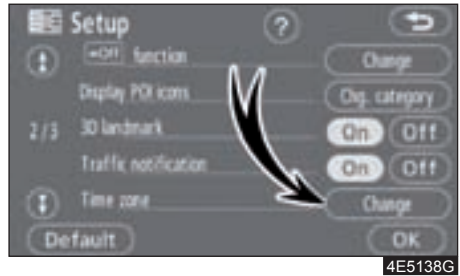 Setup ?
◄Off function Change
Display POI icons Chg. category
2/3 3D landmark On Off
Traffic notification On Off
Time zone Change
Default OK
4E5138G